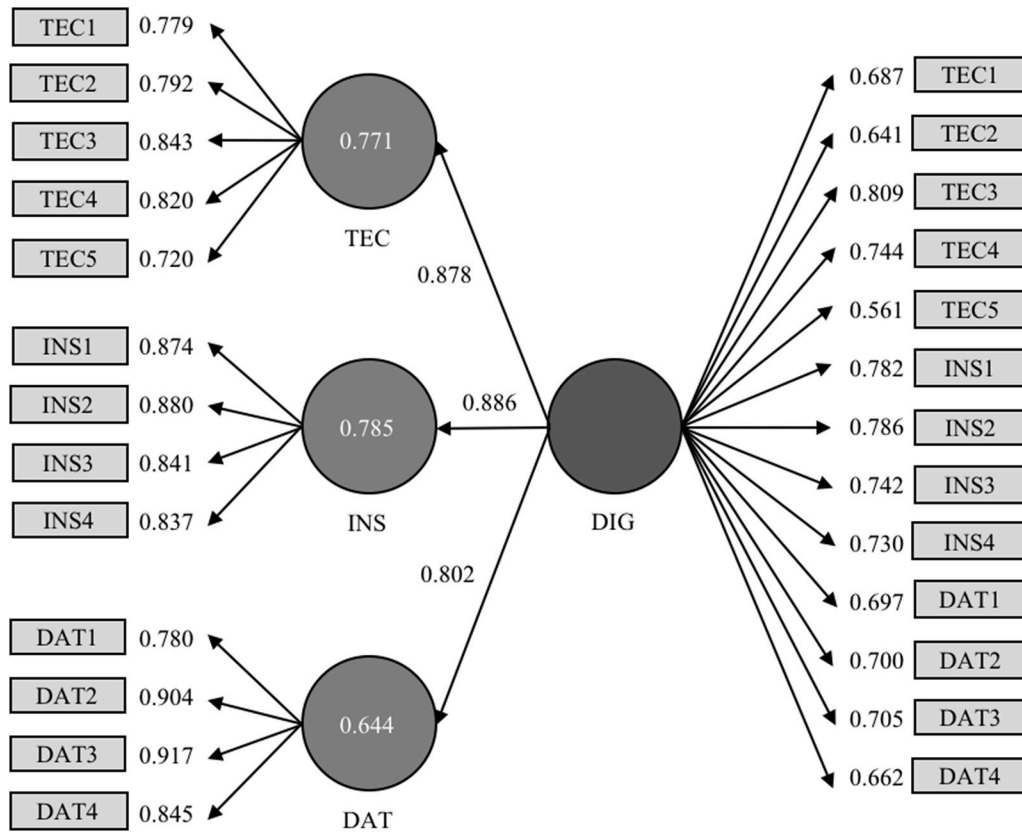 TEC1 0.779
TEC2 0.792
TEC3 0.843
TEC4 0.820
TEC5 0.720
0.771
TEC
0.878
INS1 0.874
INS2 0.880
INS3 0.841
INS4 0.837
0.785
INS
0.886
DIG
0.802
DAT1 0.780
DAT2 0.904
DAT3 0.917
DAT4 0.845
0.644
DAT
0.687 TEC1
0.641 TEC2
0.809 TEC3
0.744 TEC4
0.561 TEC5
0.782 INS1
0.786 INS2
0.742 INS3
0.730 INS4
0.697 DAT1
0.700 DAT2
0.705 DAT3
0.662 DAT4